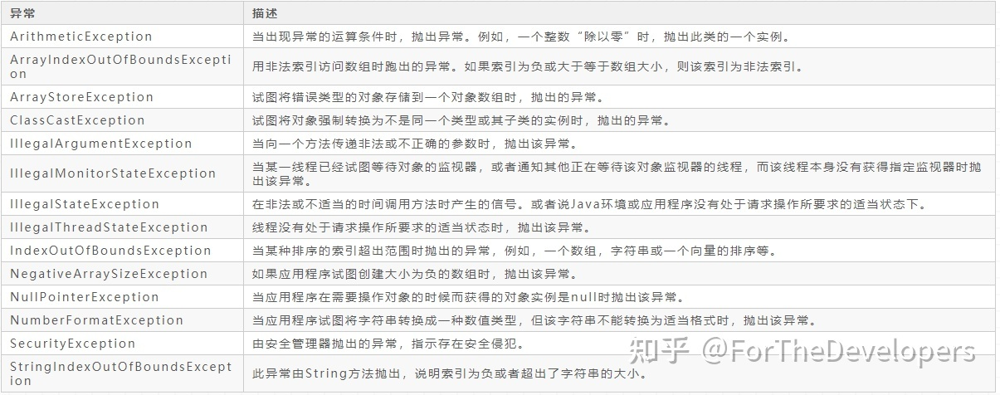 异常 描述
ArithmeticException 当出现异常的运算条件时，抛出异常。例如，一个整数“除以零”时，抛出此类的一个实例。
ArrayIndexOutOfBoundsExcepti
on 用非法索引访问数组时跑出的异常。如果索引为负或大于等于数组大小，则该索引为非法索引。
ArrayStoreException 试图将错误类型的对象存储到一个对象数组时，抛出的异常。
ClassCastException 试图将对象强制转换为不是同一个类型或其子类的实例时，抛出的异常。
IllegalArgumentException 当向一个方法传递非法或不正确的参数时，抛出该异常。
IllegalMonitorStateException 当某一线程已经试图等待对象的监视器，或者通知其他正在等待该对象监视器的线程，而该线程本身没有获得指定监视器时抛
出该异常。
IllegalStateException 在非法或不适当的时间调用方法时产生的信号。或者说Java环境或应用程序没有处于请求操作所要求的适当状态下。
IllegalThreadStateException 线程没有处于请求操作所要求的适当状态时，抛出该异常。
IndexOutOfBoundsException 当某种排序的索引超出范围时抛出的异常，例如，一个数组，字符串或一个向量的排序等。
NegativeArraySizeException 如果应用程序试图创建大小为负的数组时，抛出该异常。
NullPointerException 当应用程序在需要操作对象的时候而获得的对象实例是null时抛出该异常。
NumberFormatException 当应用程序试图将字符串转换成一种数值类型，但该字符串不能转换为适当格式时，抛出该异常。
SecurityException 由安全管理器抛出的异常，指示存在安全侵犯。
StringIndexOutOfBoundsExcept
ion 此异常由String方法抛出，说明索引为负或者超出了字符串的大小。
知乎 @ForTheDevelopers